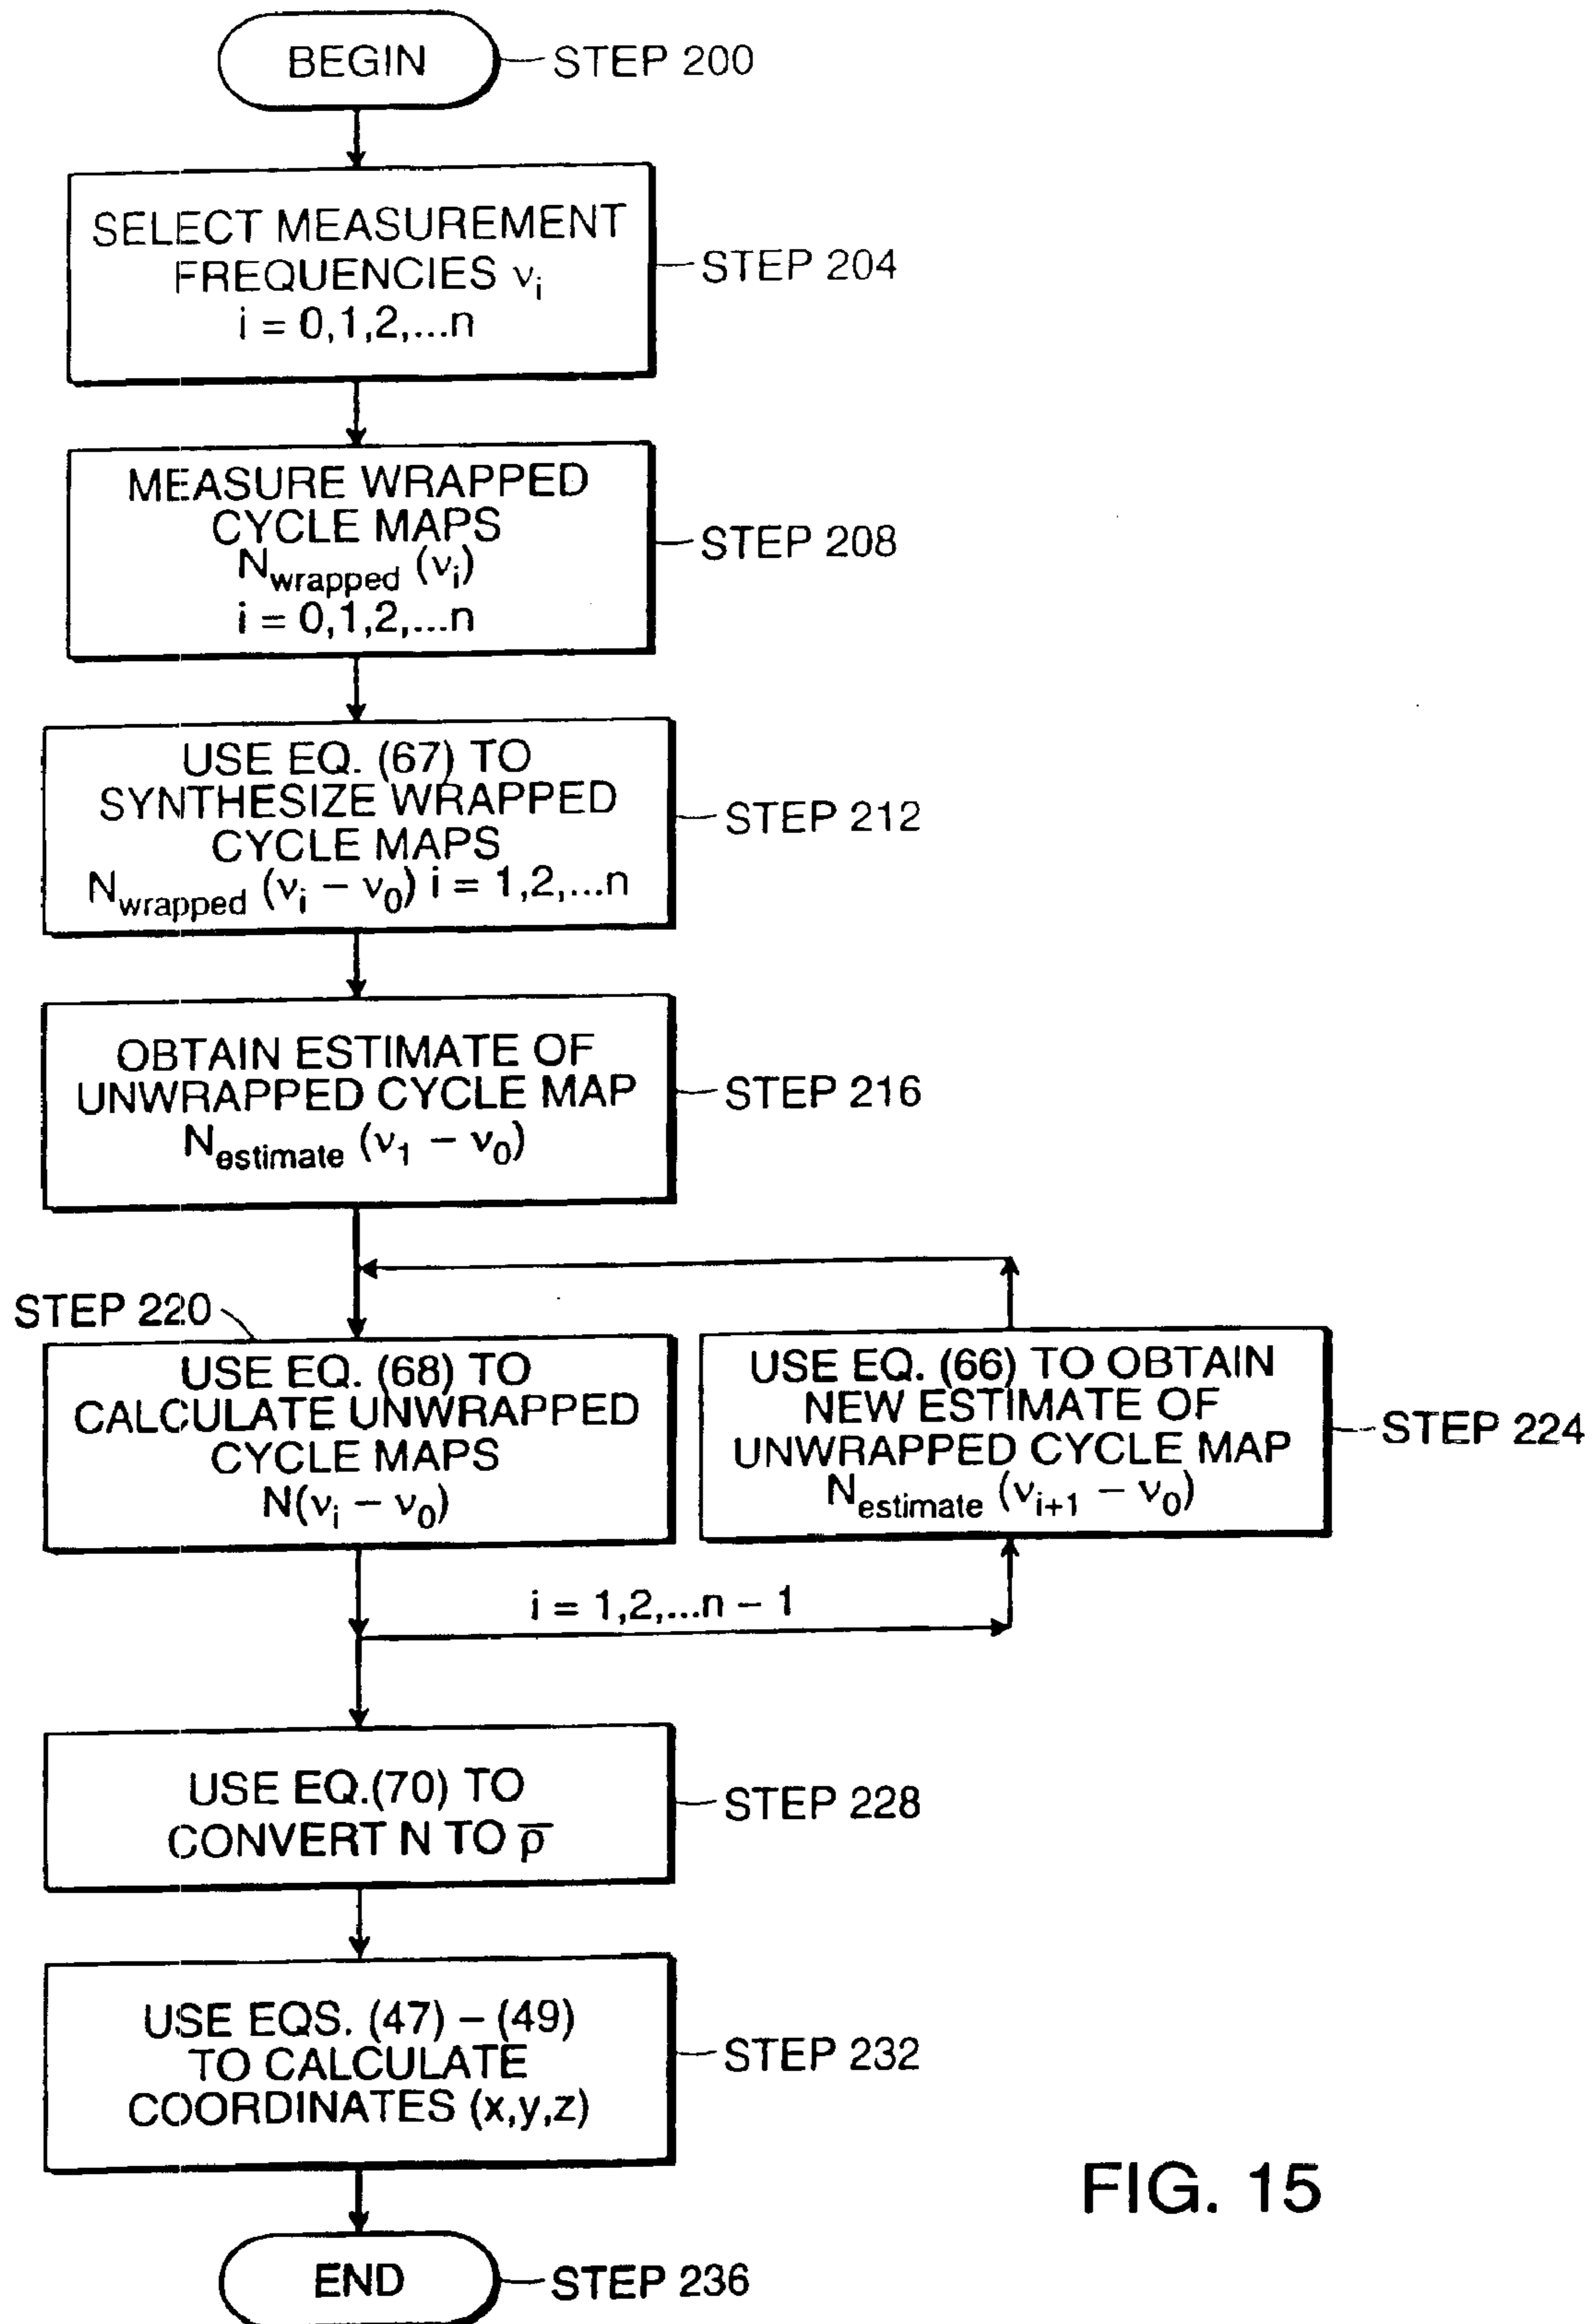 BEGIN
STEP 200
SELECT MEASUREMENT
FREQUENCIES νi
i = 0,1,2,...n
STEP 204
MEASURE WRAPPED
CYCLE MAPS
Nwrapped (νi)
i = 0,1,2,...n
STEP 208
USE EQ. (67) TO
SYNTHESIZE WRAPPED
CYCLE MAPS
Nwrapped (νi – ν0) i = 1,2,...n
STEP 212
OBTAIN ESTIMATE OF
UNWRAPPED CYCLE MAP
Nestimate (ν1 – ν0)
STEP 216
STEP 220
USE EQ. (68) TO
CALCULATE UNWRAPPED
CYCLE MAPS
N(νi – ν0)
USE EQ. (66) TO OBTAIN
NEW ESTIMATE OF
UNWRAPPED CYCLE MAP
Nestimate (νi+1 – ν0)
STEP 224
i = 1,2,...n – 1
USE EQ.(70) TO
CONVERT N TO ρ̅
STEP 228
USE EQS. (47) – (49)
TO CALCULATE
COORDINATES (x,y,z)
STEP 232
END
STEP 236
FIG. 15